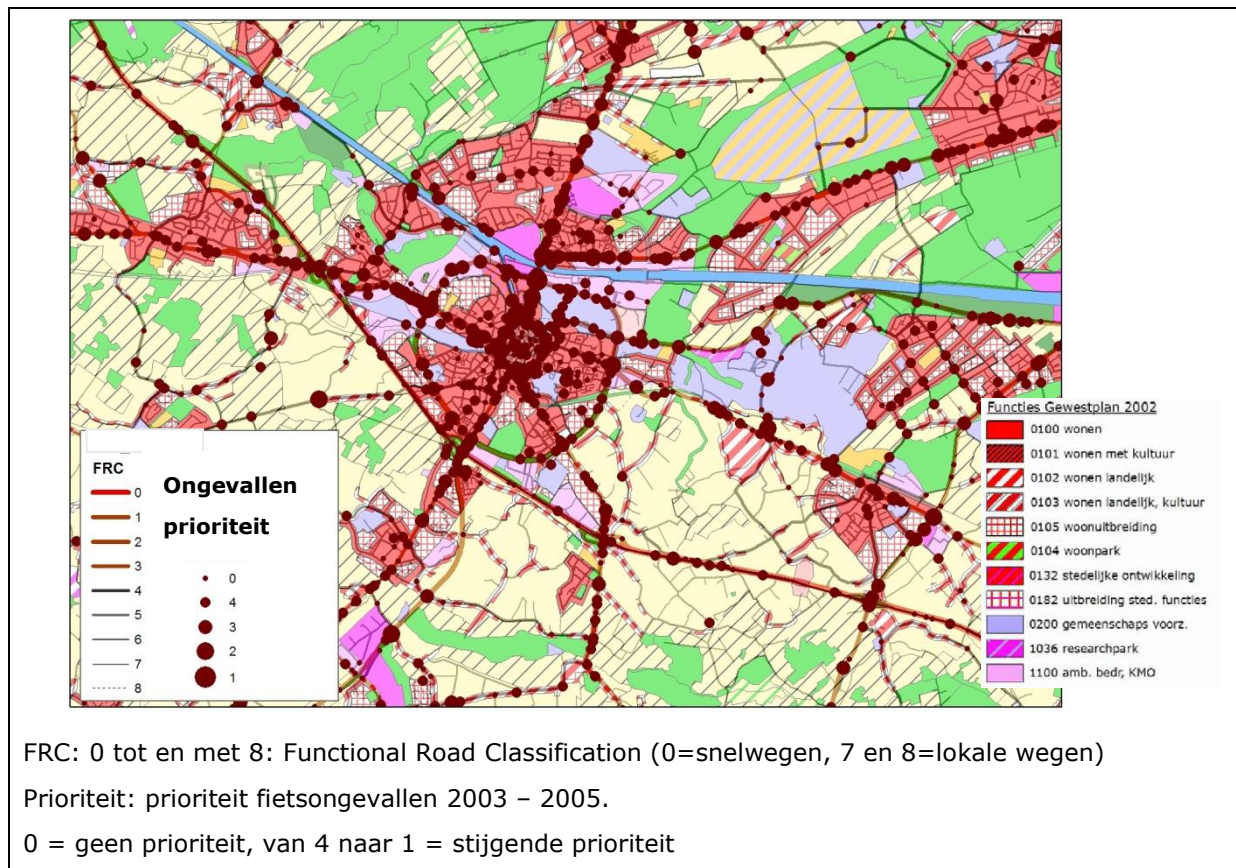 FRC
0
1
2
3
4
5
6
7
8
Ongevallen
prioriteit
0
4
3
2
1
Functies Gewestplan 2002
0100 wonen
0101 wonen met kultuur
0102 wonen landelijk
0103 wonen landelijk, kultuur
0105 woonuitbreiding
0104 woonpark
0132 stedelijke ontwikkeling
0182 uitbreiding sted. functies
0200 gemeenschaps voorz.
1036 researchpark
1100 amb. bedr, KMO
FRC: 0 tot en met 8: Functional Road Classification (0=snelwegen, 7 en 8=lokale wegen)
Prioriteit: prioriteit fietsongevallen 2003 – 2005.
0 = geen prioriteit, van 4 naar 1 = stijgende prioriteit